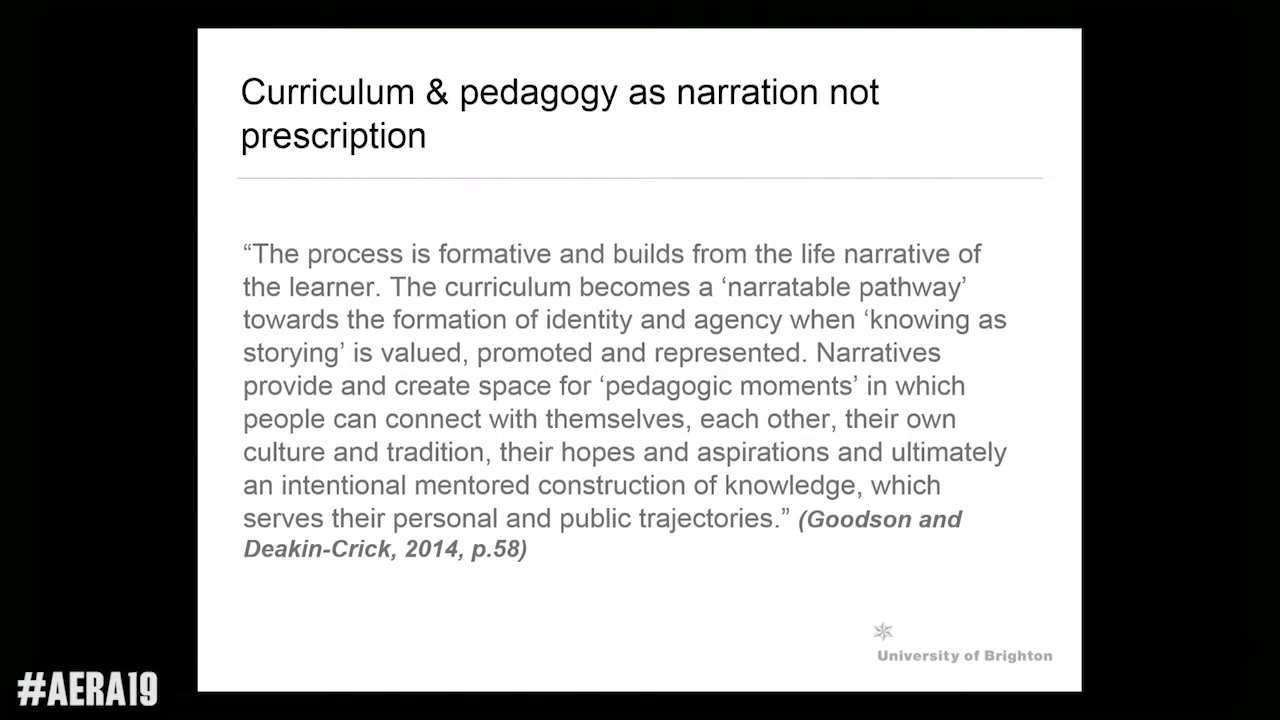 Curriculum & pedagogy as narration not
prescription
“The process is formative and builds from the life narrative of
the learner. The curriculum becomes a ‘narratable pathway’
towards the formation of identity and agency when ‘knowing as
storying’ is valued, promoted and represented. Narratives
provide and create space for ‘pedagogic moments’ in which
people can connect with themselves, each other, their own
culture and tradition, their hopes and aspirations and ultimately
an intentional mentored construction of knowledge, which
serves their personal and public trajectories.” (Goodson and
Deakin-Crick, 2014, p.58)
University of Brighton
#AERA19